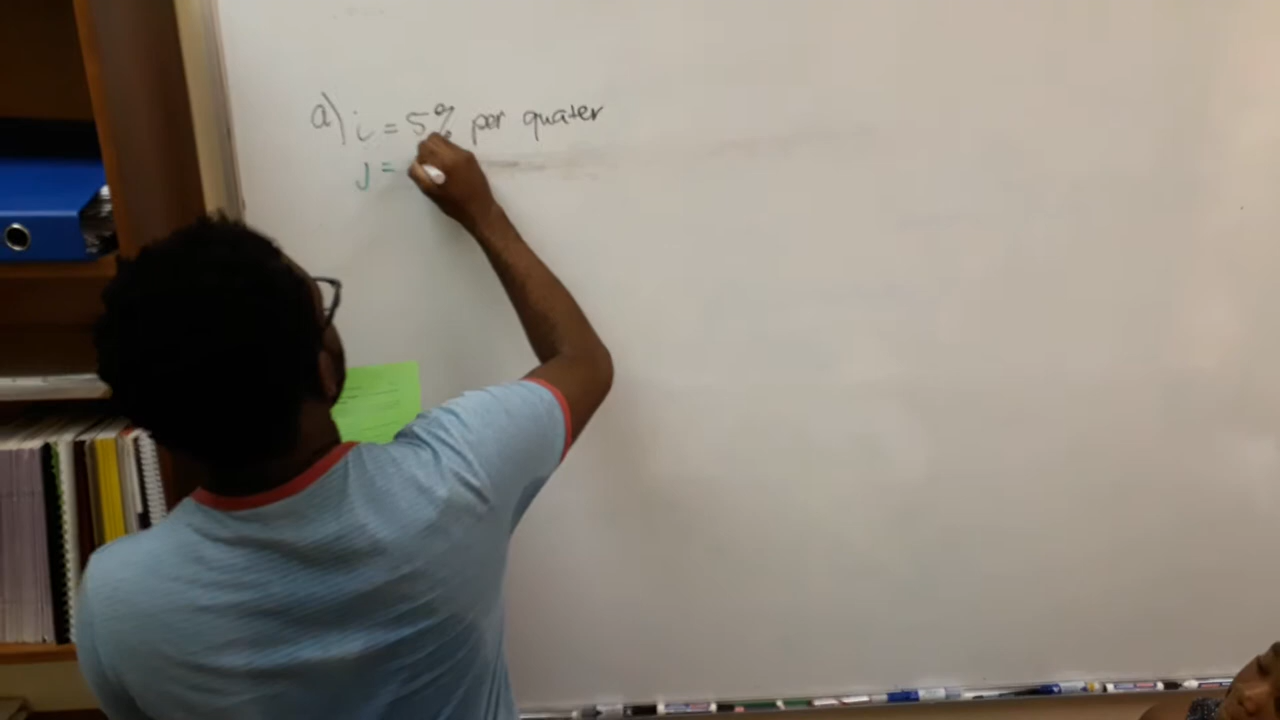 a) i = 5% per quater
J =